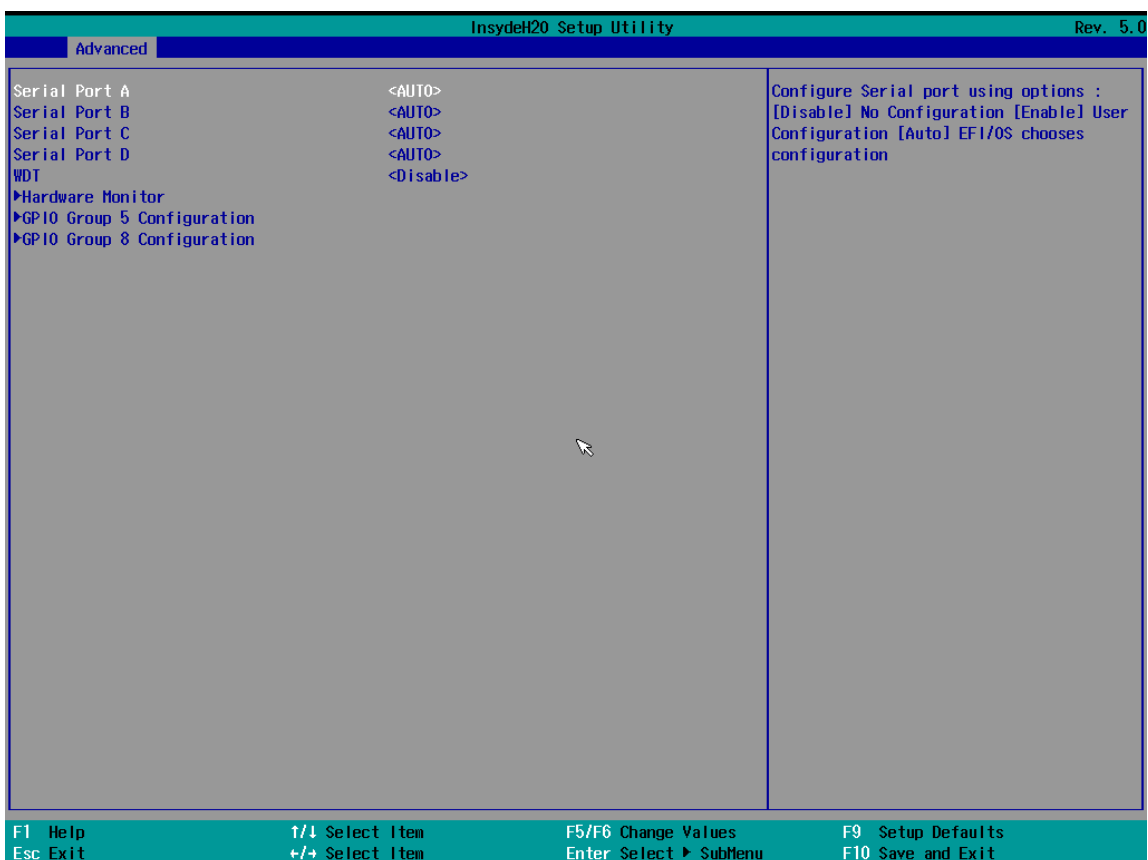 InsydeH20 Setup Utility Rev. 5.0
Advanced
Serial Port A <AUTO>
Serial Port B <AUTO>
Serial Port C <AUTO>
Serial Port D <AUTO>
WDT <Disable>
▶Hardware Monitor
▶GPIO Group 5 Configuration
▶GPIO Group 8 Configuration
Configure Serial port using options :
[Disable] No Configuration [Enable] User
Configuration [Auto] EFI/OS chooses
configuration
F1 Help ↑/↓ Select Item F5/F6 Change Values F9 Setup Defaults
Esc Exit ←/→ Select Item Enter Select ▶ SubMenu F10 Save and Exit